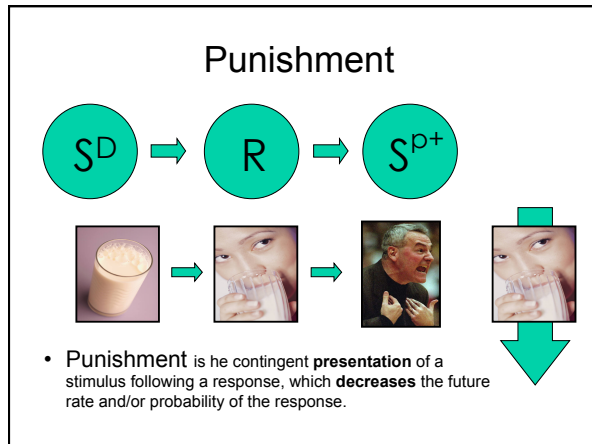 Punishment
Sᴰ R Sᵖ⁺
• Punishment is he contingent presentation of a
stimulus following a response, which decreases the future
rate and/or probability of the response.